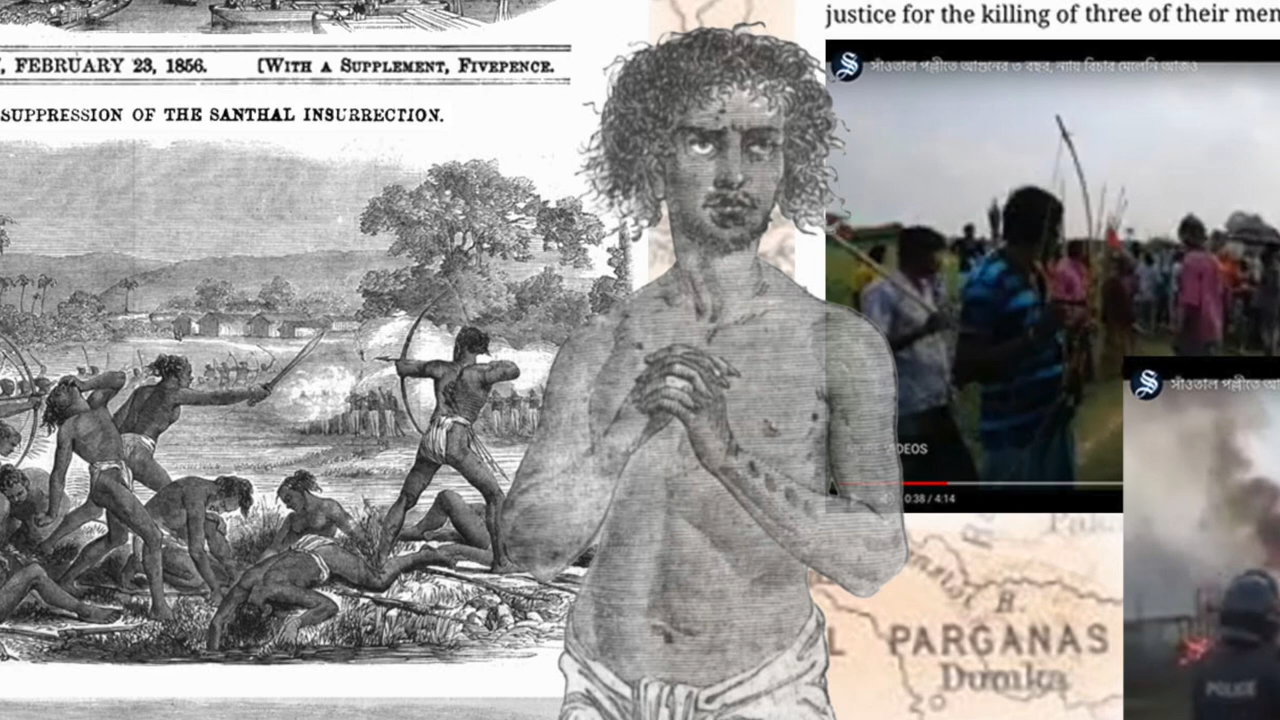 , FEBRUARY 23, 1856. [WITH A SUPPLEMENT, FIVEPENCE.
SUPPRESSION OF THE SANTHAL INSURRECTION.
justice for the killing of three of their men
সাঁওতাল পল্লীতে আগুনের ৩ বছর, ন্যায় বিচার মেলেনি আজও
DEOS
0:38 / 4:14
সাঁওতাল পল্লীতে আ
POLICE
L PARGANAS
Dumka